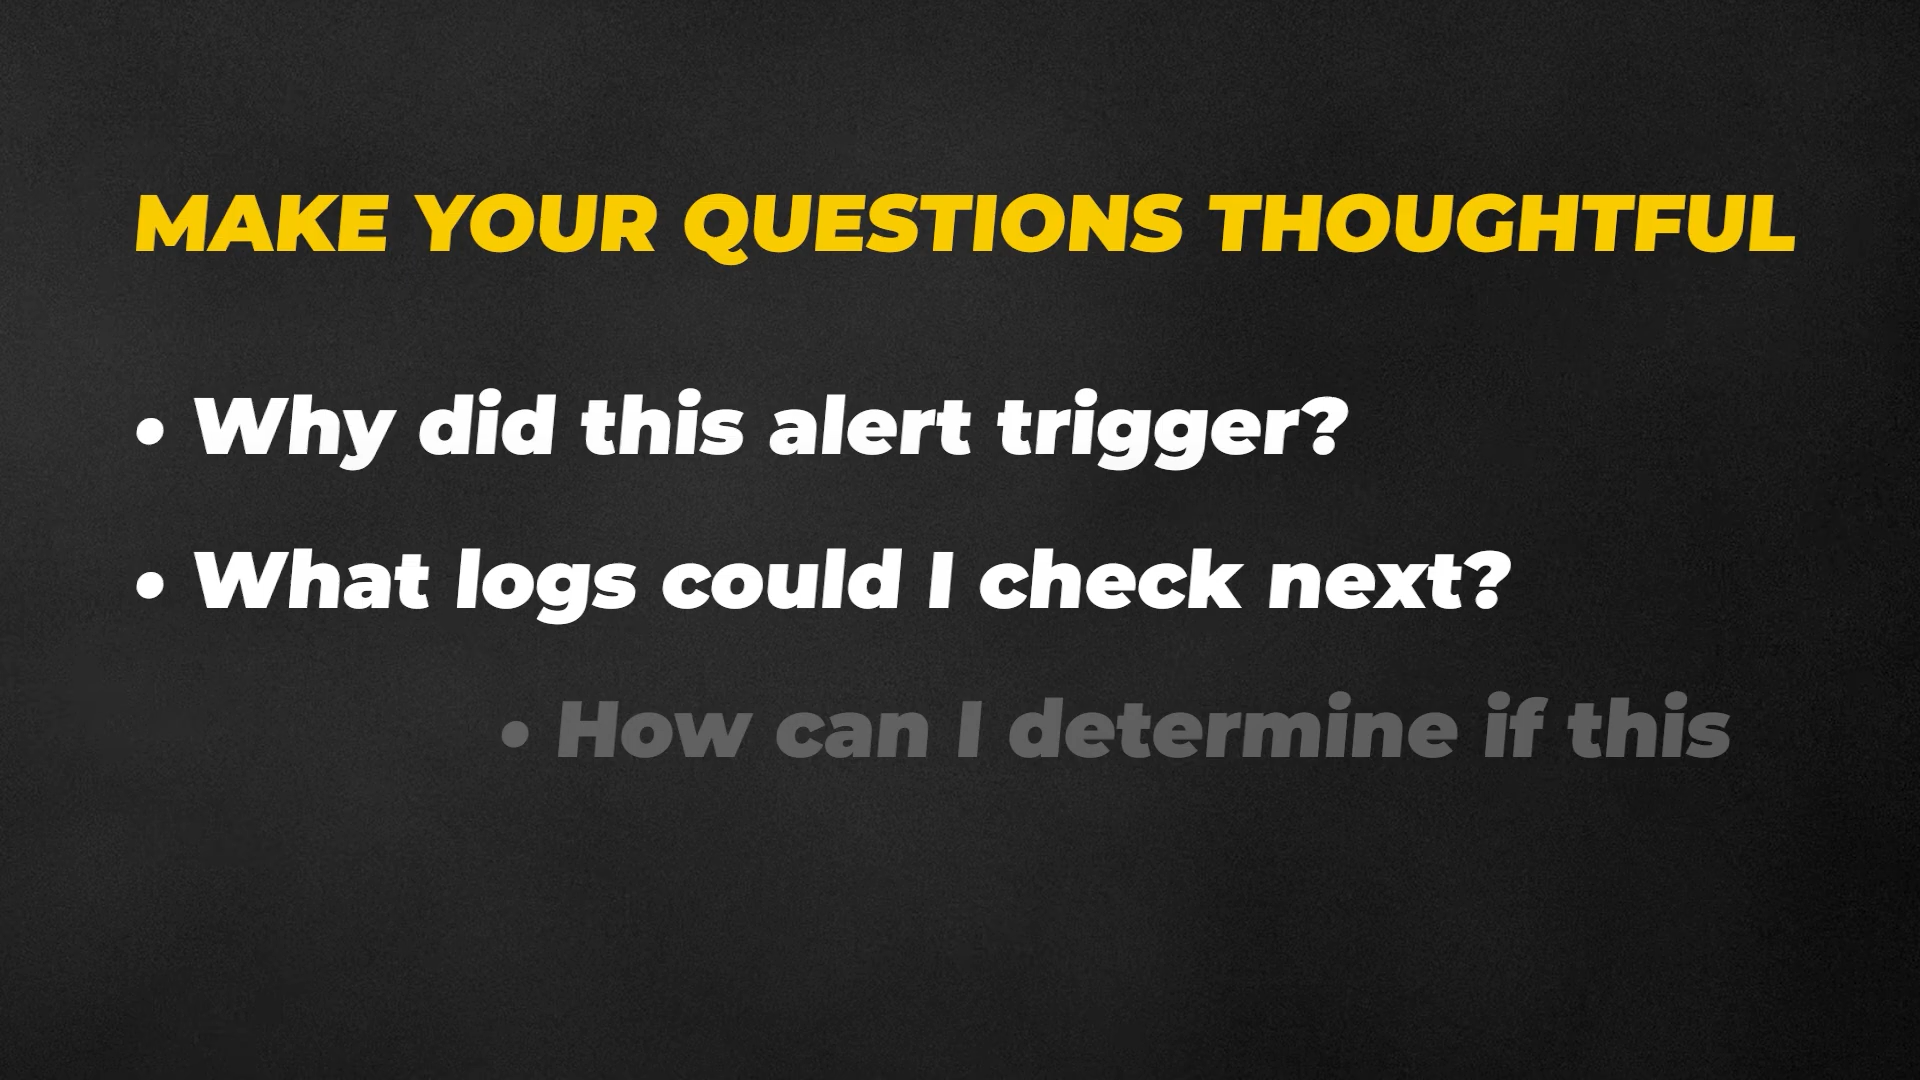 MAKE YOUR QUESTIONS THOUGHTFUL
• Why did this alert trigger?
• What logs could I check next?
• How can I determine if this